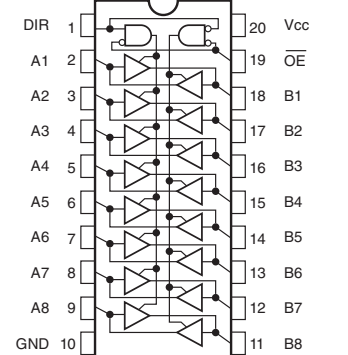 DIR 1 20 Vcc
A1 2 19 O̅E̅
A2 3 18 B1
A3 4 17 B2
A4 5 16 B3
A5 6 15 B4
A6 7 14 B5
A7 8 13 B6
A8 9 12 B7
GND 10 11 B8